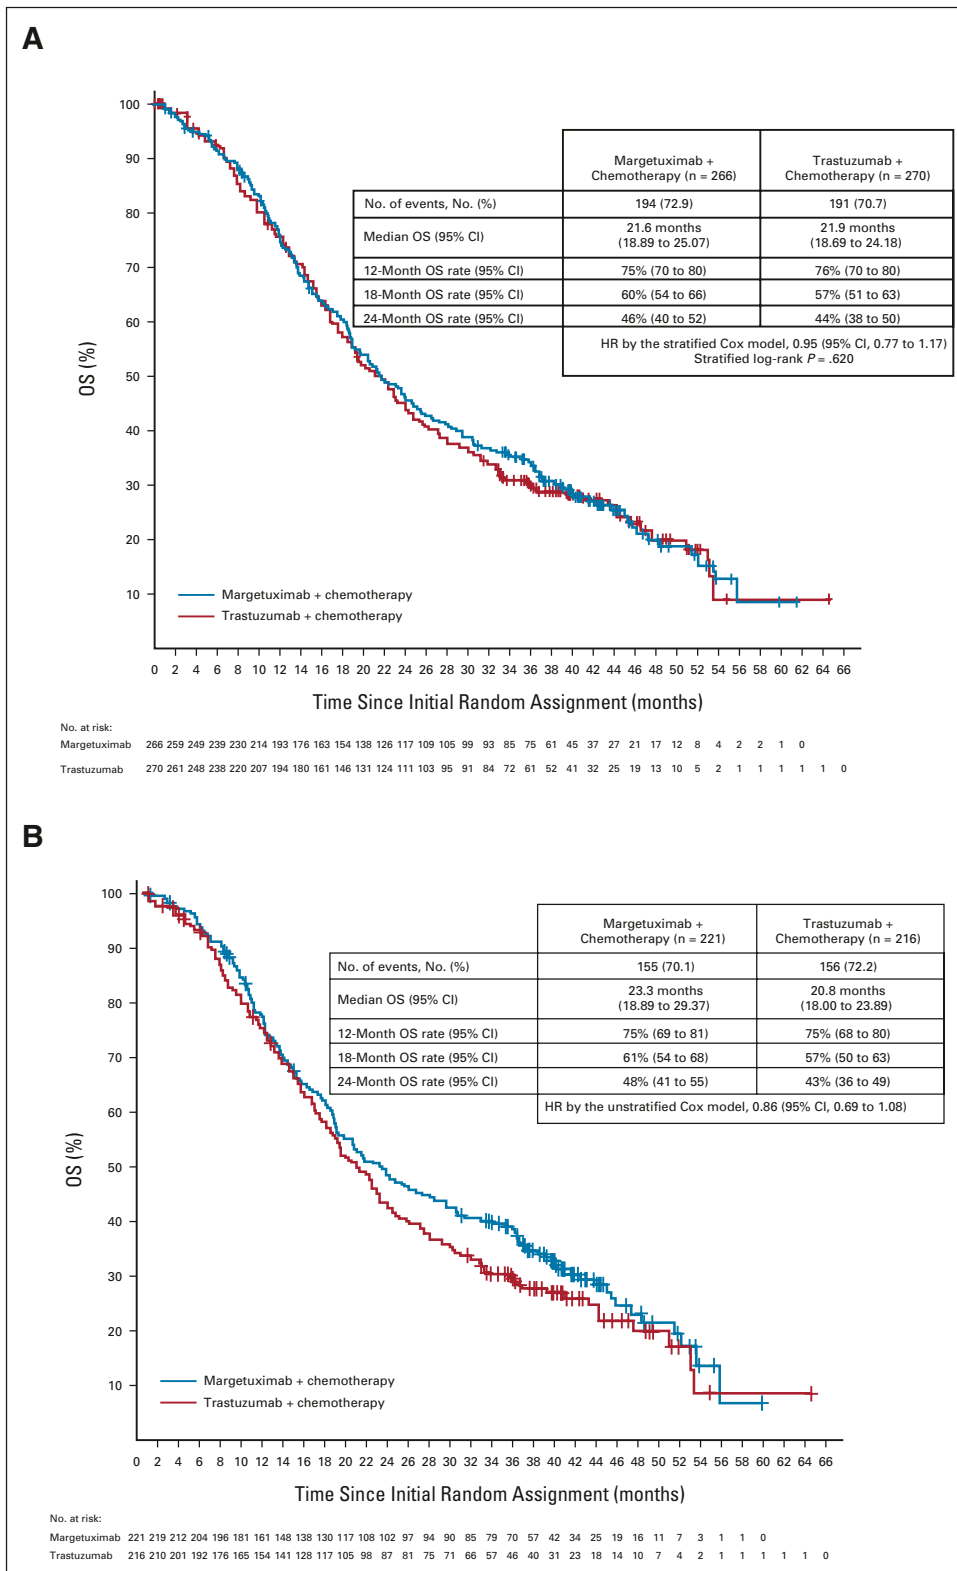 A
100
90
80
70
60
50
40
30
20
10
OS (%)
Margetuximab +
Chemotherapy (n = 266)
Trastuzumab +
Chemotherapy (n = 270)
No. of events, No. (%) 194 (72.9) 191 (70.7)
Median OS (95% CI) 21.6 months (18.89 to 25.07) 21.9 months (18.69 to 24.18)
12-Month OS rate (95% CI) 75% (70 to 80) 76% (70 to 80)
18-Month OS rate (95% CI) 60% (54 to 66) 57% (51 to 63)
24-Month OS rate (95% CI) 46% (40 to 52) 44% (38 to 50)
HR by the stratified Cox model, 0.95 (95% CI, 0.77 to 1.17)
Stratified log-rank P = .620
Margetuximab + chemotherapy
Trastuzumab + chemotherapy
0 2 4 6 8 10 12 14 16 18 20 22 24 26 28 30 32 34 36 38 40 42 44 46 48 50 52 54 56 58 60 62 64 66
Time Since Initial Random Assignment (months)
No. at risk:
Margetuximab 266 259 249 239 230 214 193 176 163 154 138 126 117 109 105 99 93 85 75 61 45 37 27 21 17 12 8 4 2 2 1 0
Trastuzumab 270 261 248 238 220 207 194 180 161 146 131 124 111 103 95 91 84 72 61 52 41 32 25 19 13 10 5 2 1 1 1 1 1 0
B
100
90
80
70
60
50
40
30
20
10
OS (%)
Margetuximab +
Chemotherapy (n = 221)
Trastuzumab +
Chemotherapy (n = 216)
No. of events, No. (%) 155 (70.1) 156 (72.2)
Median OS (95% CI) 23.3 months (18.89 to 29.37) 20.8 months (18.00 to 23.89)
12-Month OS rate (95% CI) 75% (69 to 81) 75% (68 to 80)
18-Month OS rate (95% CI) 61% (54 to 68) 57% (50 to 63)
24-Month OS rate (95% CI) 48% (41 to 55) 43% (36 to 49)
HR by the unstratified Cox model, 0.86 (95% CI, 0.69 to 1.08)
Margetuximab + chemotherapy
Trastuzumab + chemotherapy
0 2 4 6 8 10 12 14 16 18 20 22 24 26 28 30 32 34 36 38 40 42 44 46 48 50 52 54 56 58 60 62 64 66
Time Since Initial Random Assignment (months)
No. at risk:
Margetuximab 221 219 212 204 196 181 161 148 138 130 117 108 102 97 94 90 85 79 70 57 42 34 25 19 16 11 7 3 1 1 0
Trastuzumab 216 210 201 192 176 165 154 141 128 117 105 98 87 81 75 71 66 57 46 40 31 23 18 14 10 7 4 2 1 1 1 1 1 0